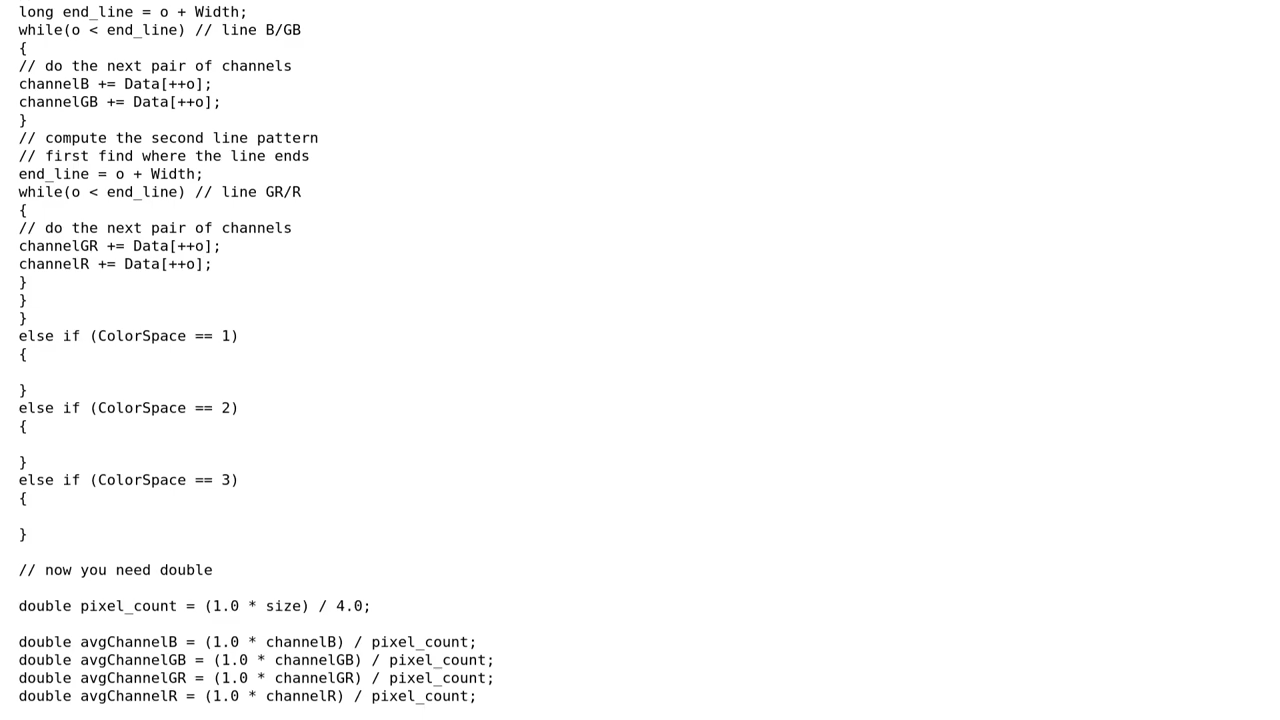 long end_line = o + Width;
while(o < end_line) // line B/GB
{
// do the next pair of channels
channelB += Data[++o];
channelGB += Data[++o];
}
// compute the second line pattern
// first find where the line ends
end_line = o + Width;
while(o < end_line) // line GR/R
{
// do the next pair of channels
channelGR += Data[++o];
channelR += Data[++o];
}
}
}
else if (ColorSpace == 1)
{

}
else if (ColorSpace == 2)
{

}
else if (ColorSpace == 3)
{

}

// now you need double

double pixel_count = (1.0 * size) / 4.0;

double avgChannelB = (1.0 * channelB) / pixel_count;
double avgChannelGB = (1.0 * channelGB) / pixel_count;
double avgChannelGR = (1.0 * channelGR) / pixel_count;
double avgChannelR = (1.0 * channelR) / pixel_count;